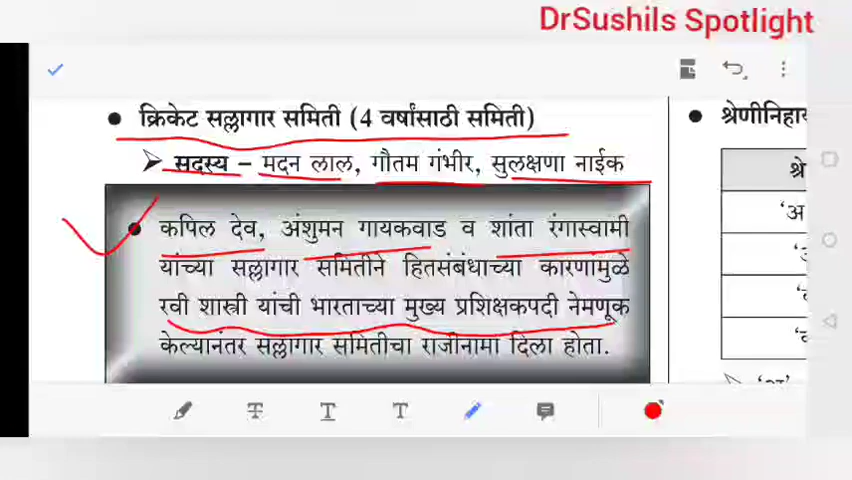 DrSushils Spotlight
● क्रिकेट सल्लागार समिती (4 वर्षांसाठी समिती)
➤ सदस्य – मदन लाल, गौतम गंभीर, सुलक्षणा नाईक
● कपिल देव, अंशुमन गायकवाड व शांता रंगास्वामी
यांच्या सल्लागार समितीने हितसंबंधाच्या कारणांमुळे
रवी शास्त्री यांची भारताच्या मुख्य प्रशिक्षकपदी नेमणूक
केल्यानंतर सल्लागार समितीचा राजीनामा दिला होता.
● श्रेणीनिहाय
श्रे
'अ